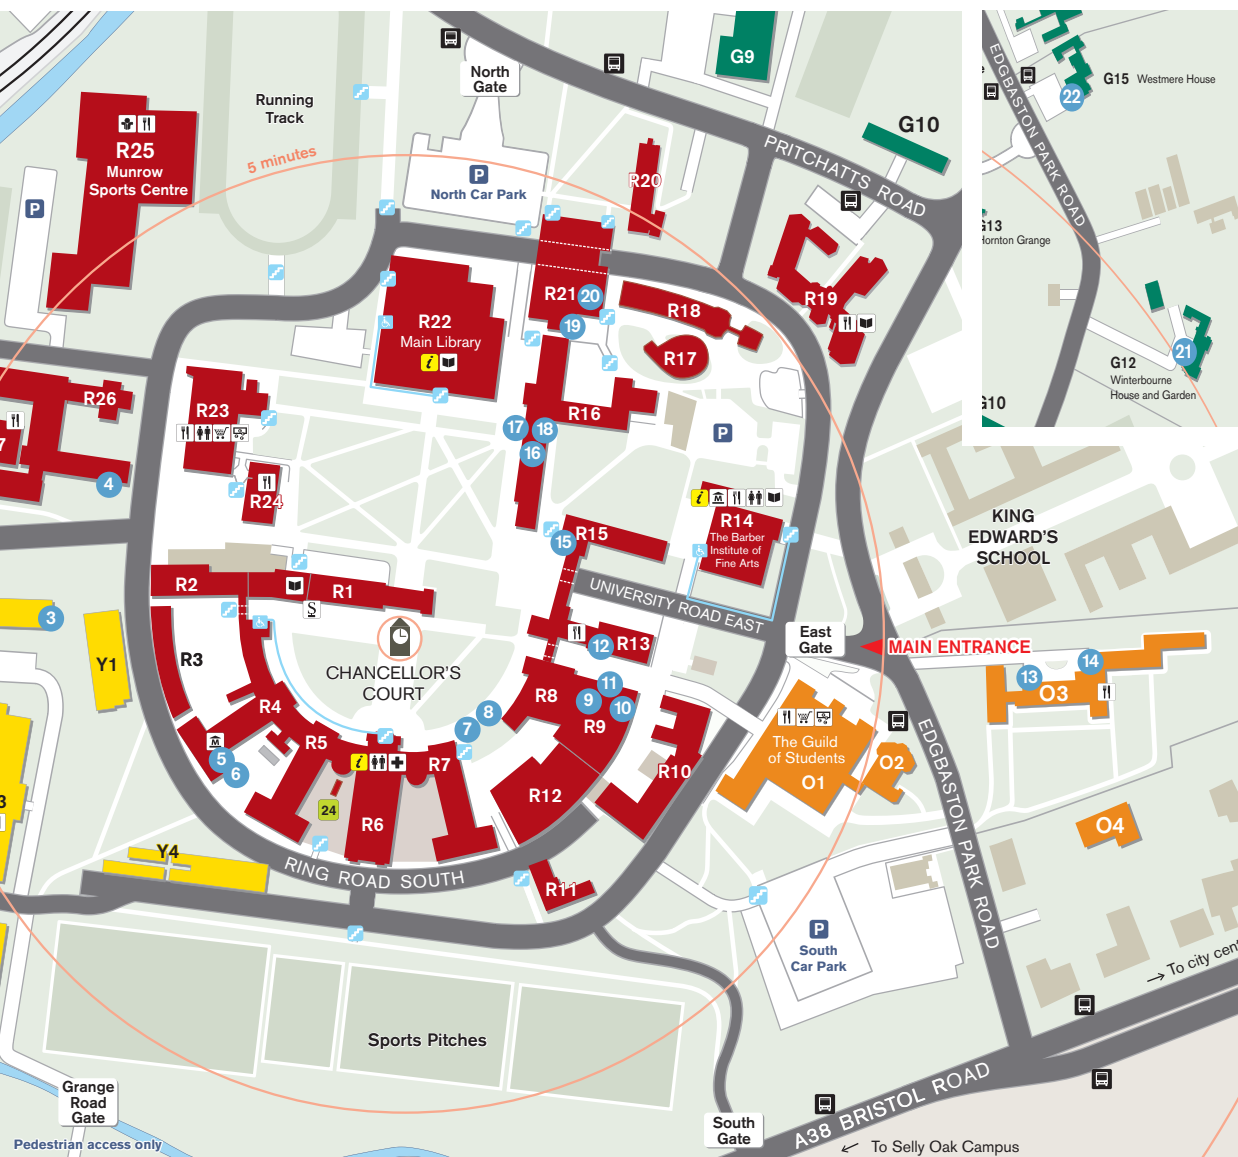 North
Gate
G9
G10
PRITCHATTS ROAD
Running
Track
5 minutes
P
North Car Park
R20
R25
Munrow
Sports Centre
P
EDGBASTON PARK ROAD
G15 Westmere House
22
G13
Hornton Grange
G12
Winterbourne
House and Garden
21
G10
R19
R21
20
19
R18
R17
R22
Main Library
i
R26
R23
R24
4
R16
17
18
16
P
i
R14
The Barber
Institute of
Fine Arts
15
R15
UNIVERSITY ROAD EAST
KING
EDWARD'S
SCHOOL
R2
R1
S
3
Y1
R3
CHANCELLOR'S
COURT
12
R13
East
Gate
MAIN ENTRANCE
13
14
O3
R4
R5
5
6
i
R7
7
8
R8
11
9
10
R9
R10
The Guild
of Students
O1
O2
EDGBASTON PARK ROAD
O4
R12
24
R6
R11
3
Y4
RING ROAD SOUTH
P
South
Car Park
To city cent
Sports Pitches
Grange
Road
Gate
Pedestrian access only
South
Gate
A38 BRISTOL ROAD
To Selly Oak Campus